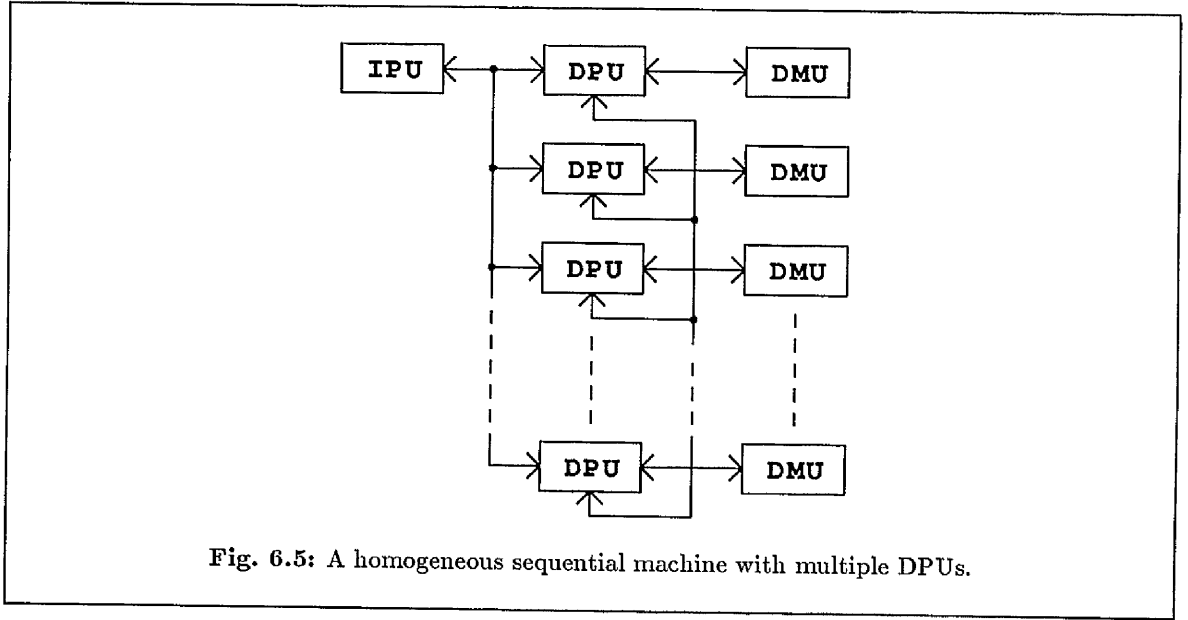 IPU DPU DMU
DPU DMU
DPU DMU
DPU DMU
Fig. 6.5: A homogeneous sequential machine with multiple DPUs.